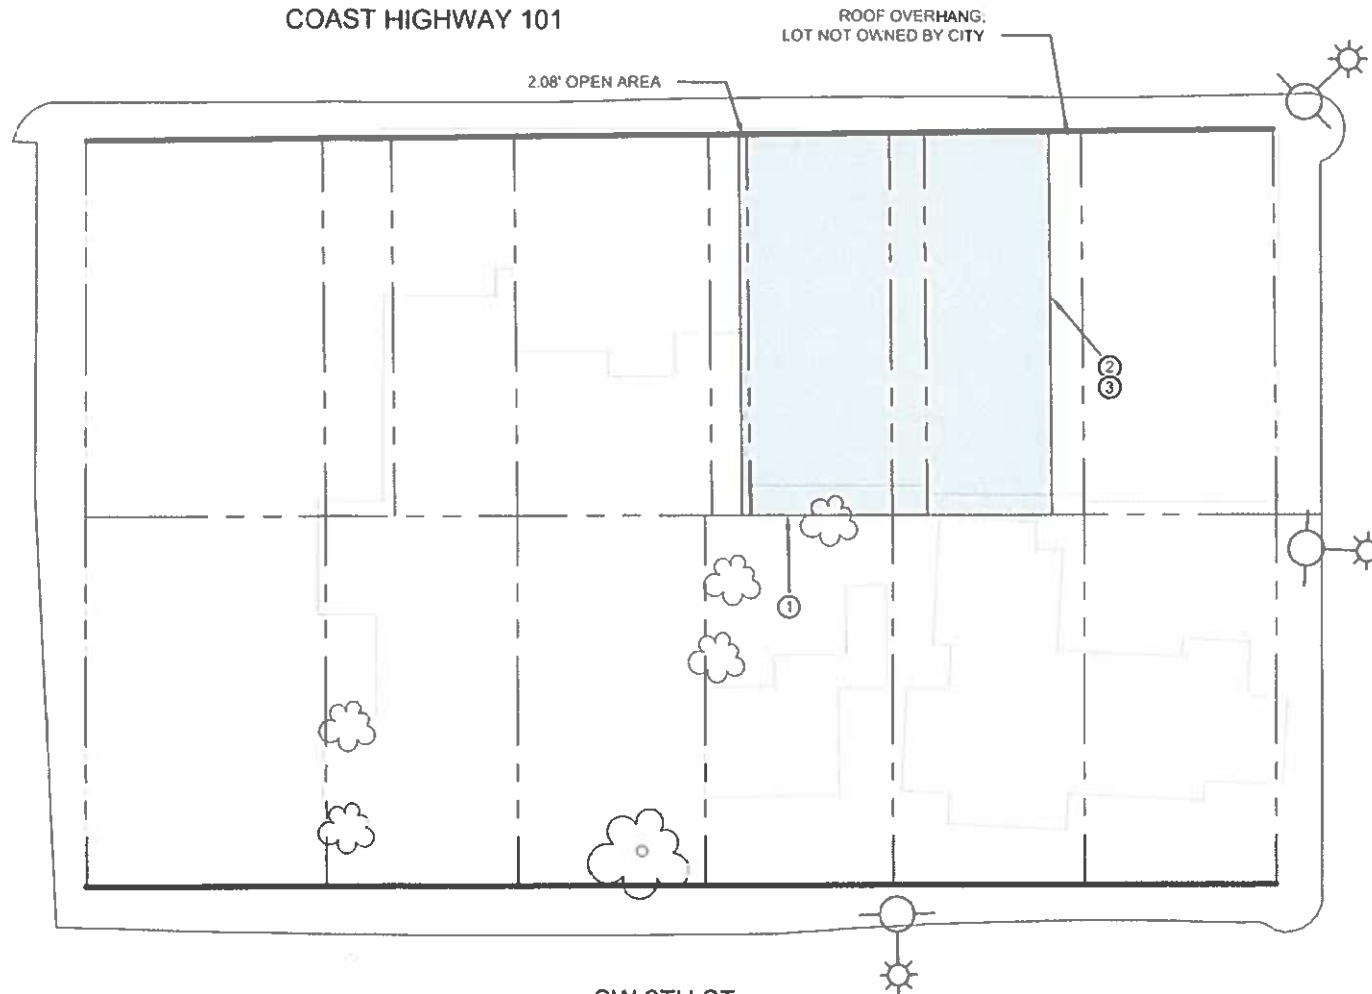 COAST HIGHWAY 101
ROOF OVERHANG;
LOT NOT OWNED BY CITY
2.08' OPEN AREA
2
3
1